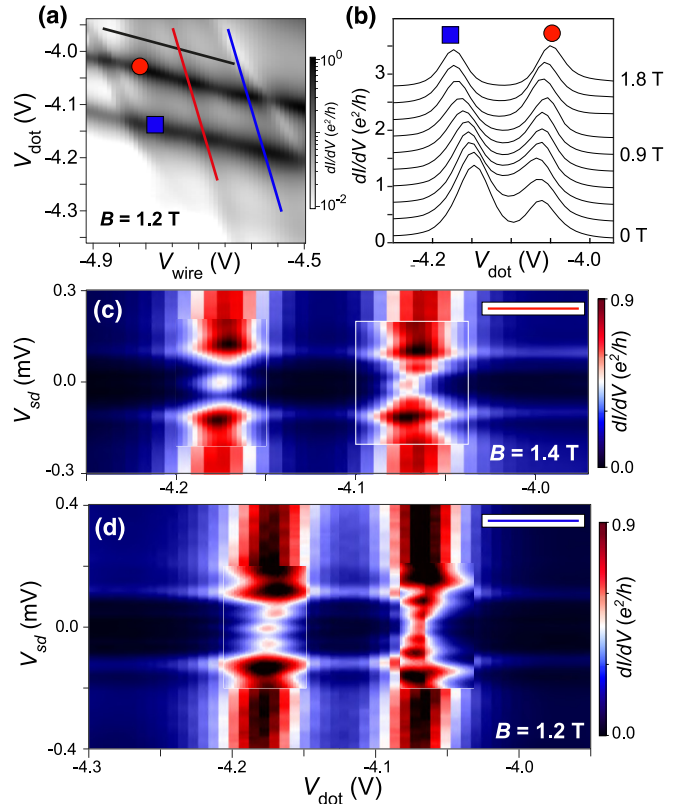 (a)
-4.0
-4.1
-4.2
-4.3
V_dot (V)
B = 1.2 T
-4.9
V_wire (V)
-4.5
10^0
10^-2
dI/dV (e²/h)
(b)
3
2
1
0
dI/dV (e²/h)
1.8 T
0.9 T
0 T
-4.2
V_dot (V)
-4.0
(c)
0.3
0.0
-0.3
V_sd (mV)
B = 1.4 T
-4.2
-4.1
-4.0
0.9
0.0
dI/dV (e²/h)
(d)
0.4
0.0
-0.4
V_sd (mV)
B = 1.2 T
-4.3
-4.2
-4.1
-4.0
V_dot (V)
0.9
0.0
dI/dV (e²/h)